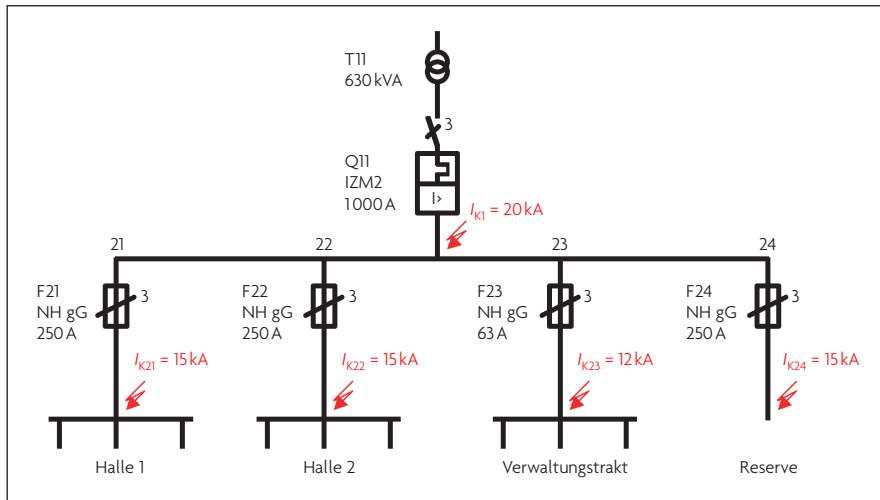 T11
630 kVA
3
Q11
IZM2
1000 A
I>
IK1 = 20 kA
21
22
23
24
F21
NH gG
250 A
3
F22
NH gG
250 A
3
F23
NH gG
63 A
3
F24
NH gG
250 A
3
IK21 = 15 kA
IK22 = 15 kA
IK23 = 12 kA
IK24 = 15 kA
Halle 1
Halle 2
Verwaltungstrakt
Reserve